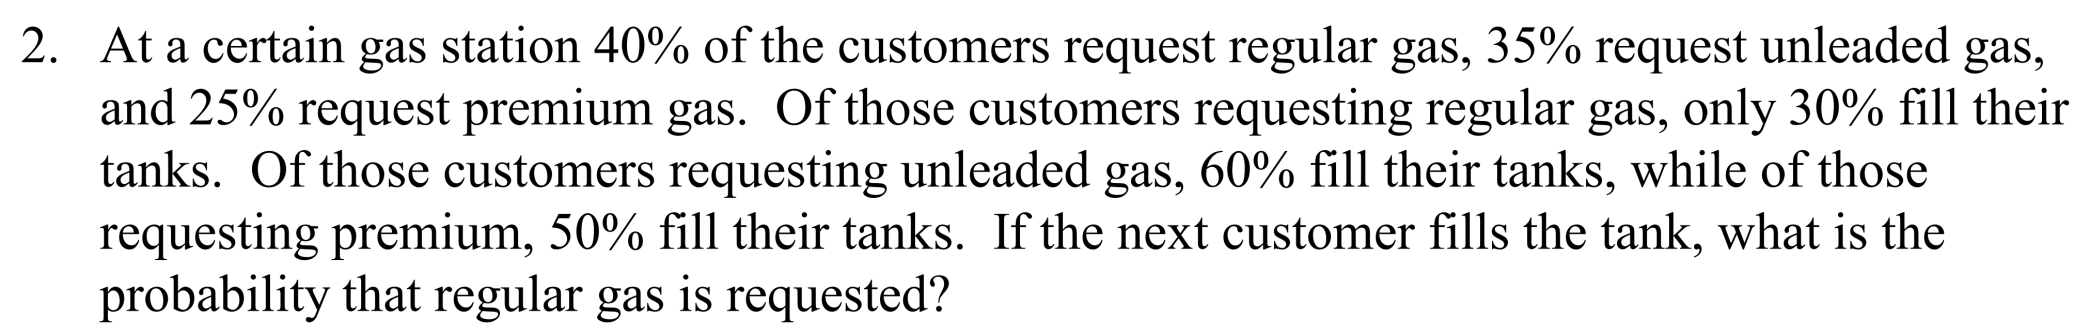 2. At a certain gas station 40% of the customers request regular gas, 35% request unleaded gas,
and 25% request premium gas. Of those customers requesting regular gas, only 30% fill their
tanks. Of those customers requesting unleaded gas, 60% fill their tanks, while of those
requesting premium, 50% fill their tanks. If the next customer fills the tank, what is the
probability that regular gas is requested?